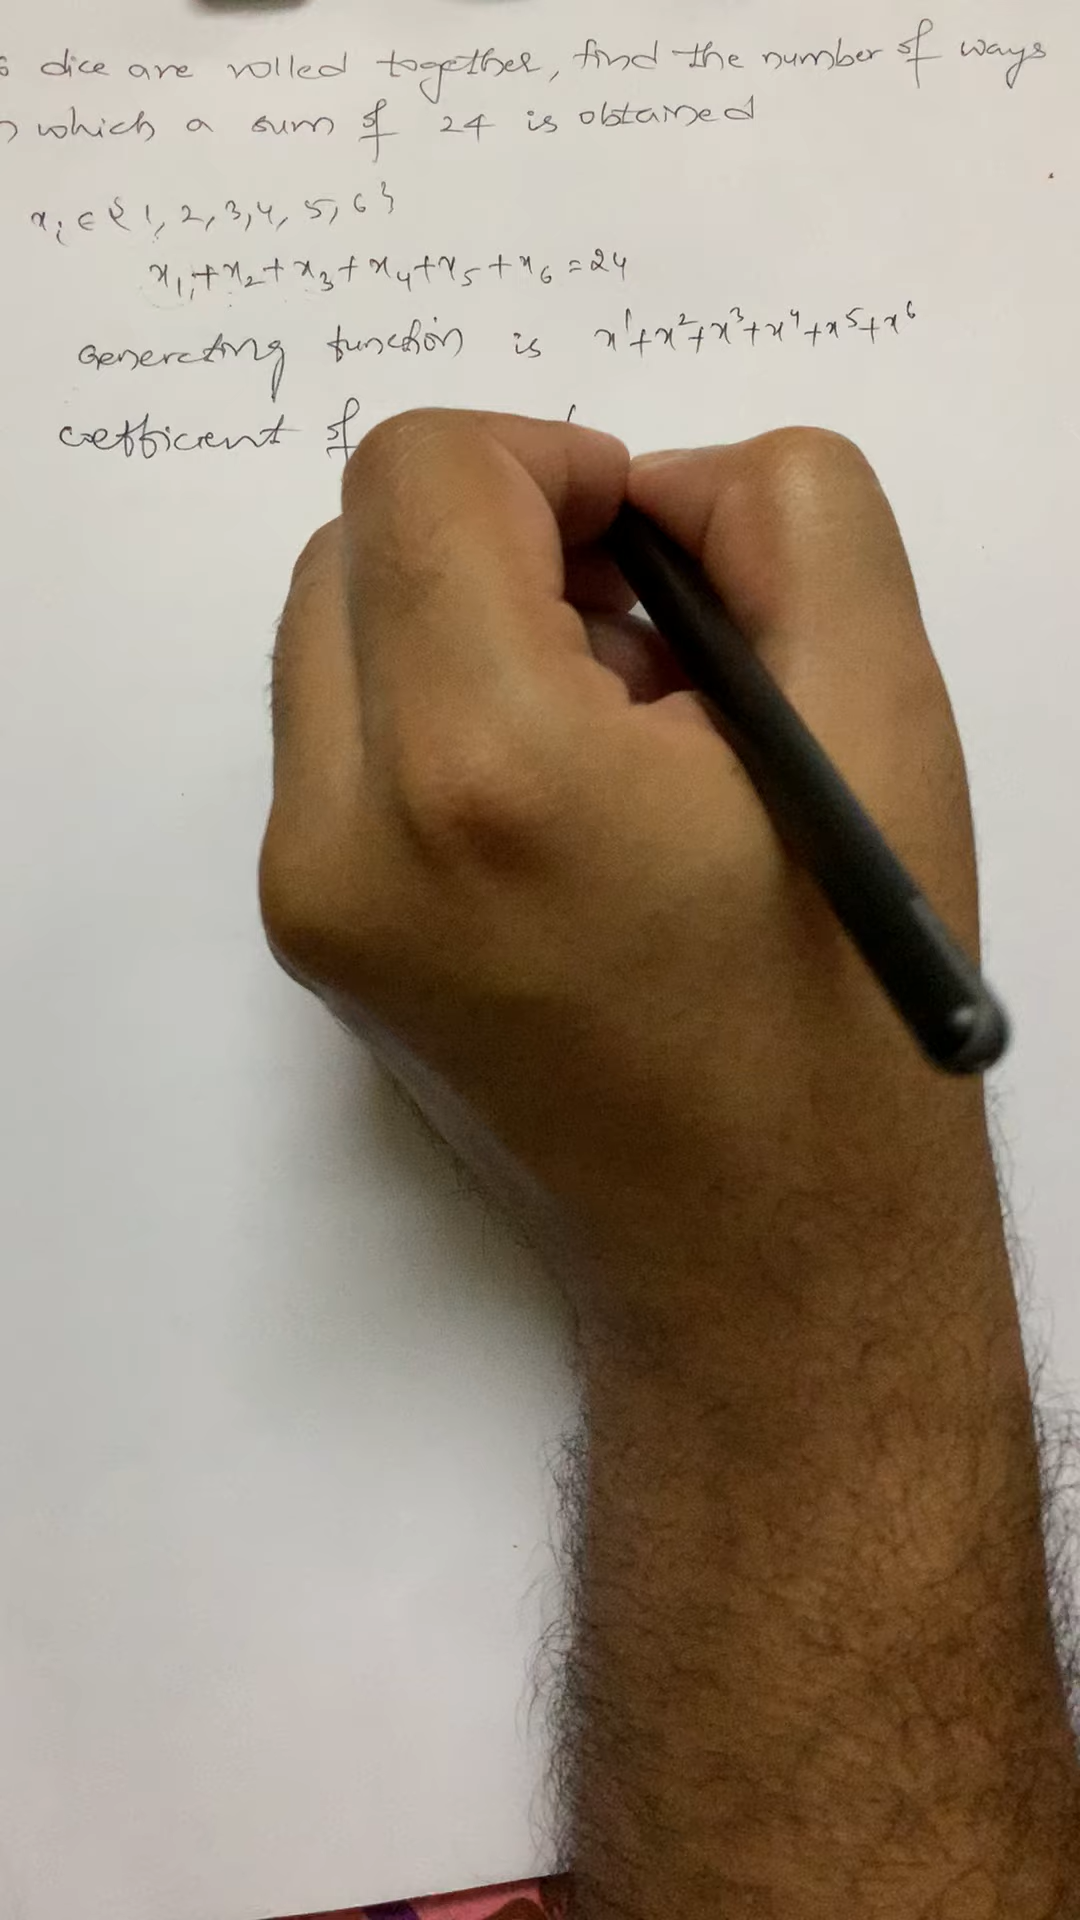 6 dice are rolled together, find the number of ways
which a sum of 24 is obtained
xᵢ ∈ {1, 2, 3, 4, 5, 6}
x₁ + x₂ + x₃ + x₄ + x₅ + x₆ = 24
Generating function is x¹+x²+x³+x⁴+x⁵+x⁶
coefficient of